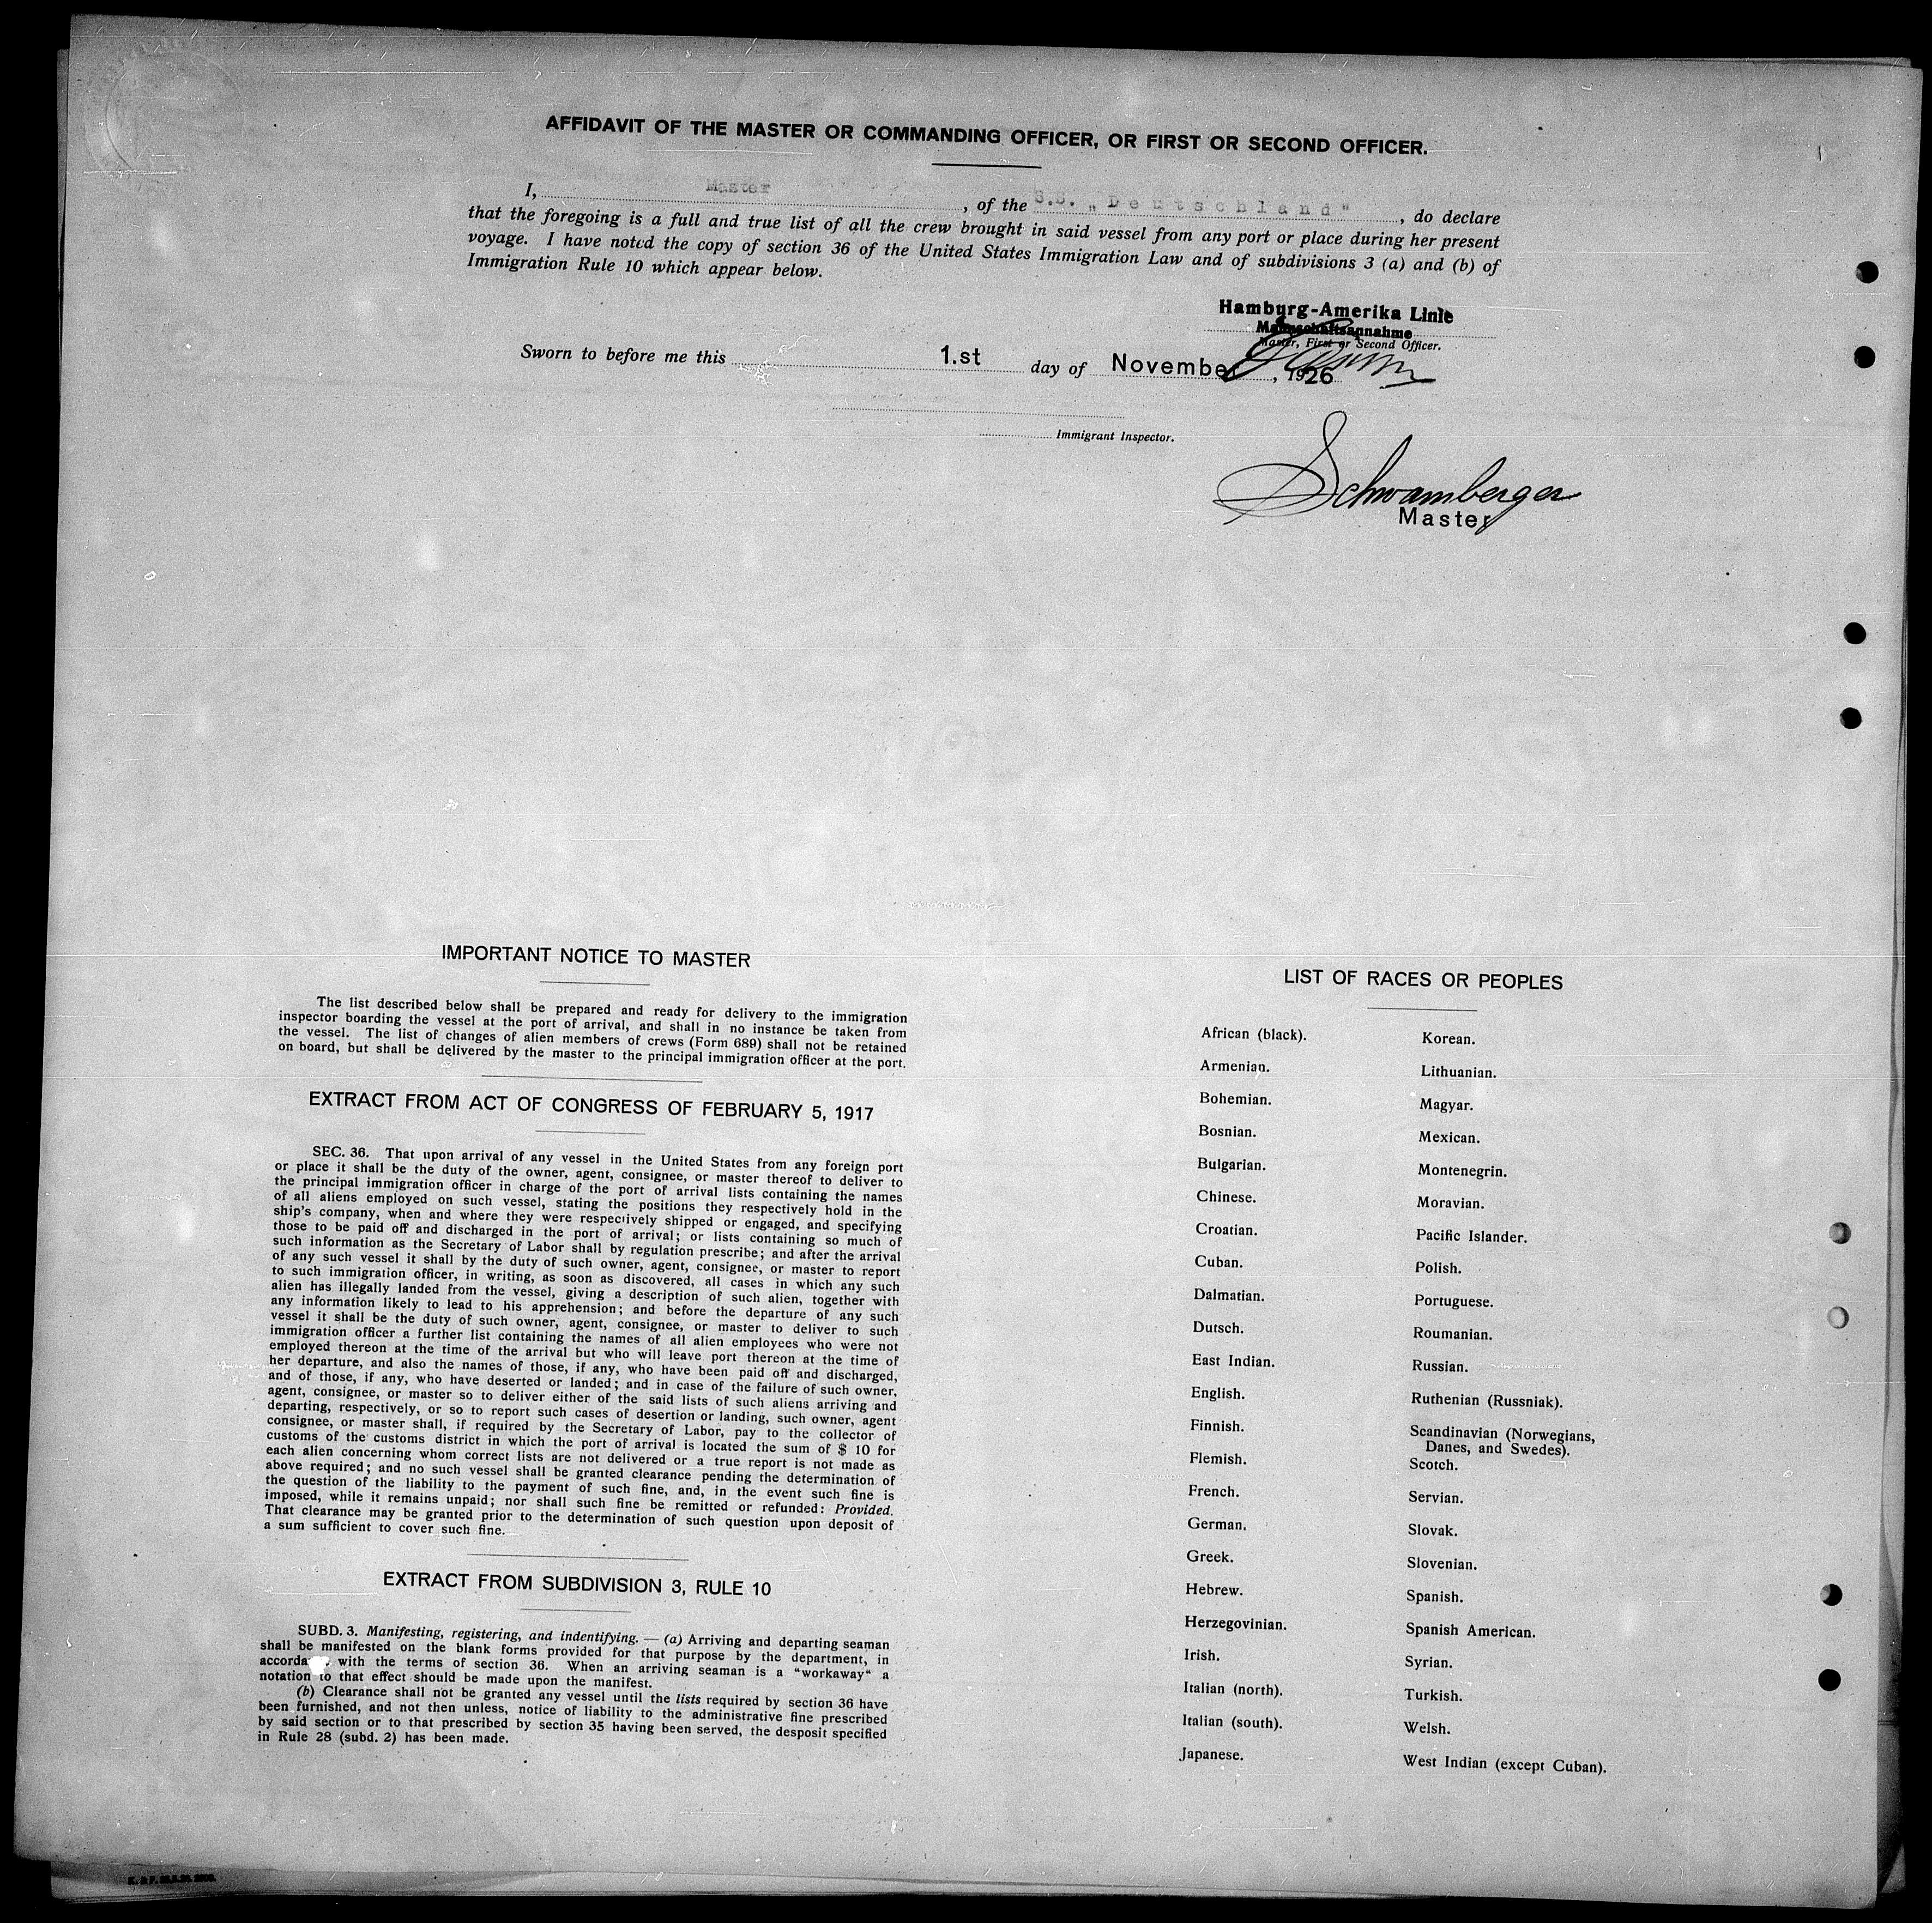 AFFIDAVIT OF THE MASTER OR COMMANDING OFFICER, OR FIRST OR SECOND OFFICER.
I, Master , of the S.S. „Deutschland" , do declare
that the foregoing is a full and true list of all the crew brought in said vessel from any port or place during her present
voyage. I have noted the copy of section 36 of the United States Immigration Law and of subdivisions 3 (a) and (b) of
Immigration Rule 10 which appear below.
Hamburg-Amerika Linie
Mannschaftsannahme
Master, First or Second Officer.
Sworn to before me this 1.st day of November , 1926
Immigrant Inspector.
Schwamberger
Master
IMPORTANT NOTICE TO MASTER
The list described below shall be prepared and ready for delivery to the immigration
inspector boarding the vessel at the port of arrival, and shall in no instance be taken from
the vessel. The list of changes of alien members of crews (Form 689) shall not be retained
on board, but shall be delivered by the master to the principal immigration officer at the port.
EXTRACT FROM ACT OF CONGRESS OF FEBRUARY 5, 1917
SEC. 36. That upon arrival of any vessel in the United States from any foreign port
or place it shall be the duty of the owner, agent, consignee, or master thereof to deliver to
the principal immigration officer in charge of the port of arrival lists containing the names
of all aliens employed on such vessel, stating the positions they respectively hold in the
ship's company, when and where they were respectively shipped or engaged, and specifying
those to be paid off and discharged in the port of arrival; or lists containing so much of
such information as the Secretary of Labor shall by regulation prescribe; and after the arrival
of any such vessel it shall by the duty of such owner, agent, consignee, or master to report
to such immigration officer, in writing, as soon as discovered, all cases in which any such
alien has illegally landed from the vessel, giving a description of such alien, together with
any information likely to lead to his apprehension; and before the departure of any such
vessel it shall be the duty of such owner, agent, consignee, or master to deliver to such
immigration officer a further list containing the names of all alien employees who were not
employed thereon at the time of the arrival but who will leave port thereon at the time of
her departure, and also the names of those, if any, who have been paid off and discharged,
and of those, if any, who have deserted or landed; and in case of the failure of such owner,
agent, consignee, or master so to deliver either of the said lists of such aliens arriving and
departing, respectively, or so to report such cases of desertion or landing, such owner, agent
consignee, or master shall, if required by the Secretary of Labor, pay to the collector of
customs of the customs district in which the port of arrival is located the sum of $ 10 for
each alien concerning whom correct lists are not delivered or a true report is not made as
above required; and no such vessel shall be granted clearance pending the determination of
the question of the liability to the payment of such fine, and, in the event such fine is
imposed, while it remains unpaid; nor shall such fine be remitted or refunded: Provided.
That clearance may be granted prior to the determination of such question upon deposit of
a sum sufficient to cover such fine.
EXTRACT FROM SUBDIVISION 3, RULE 10
SUBD. 3. Manifesting, registering, and indentifying. — (a) Arriving and departing seaman
shall be manifested on the blank forms provided for that purpose by the department, in
accorda with the terms of section 36. When an arriving seaman is a "workaway" a
notation to that effect should be made upon the manifest.
(b) Clearance shall not be granted any vessel until the lists required by section 36 have
been furnished, and not then unless, notice of liability to the administrative fine prescribed
by said section or to that prescribed by section 35 having been served, the desposit specified
in Rule 28 (subd. 2) has been made.
LIST OF RACES OR PEOPLES
African (black).
Armenian.
Bohemian.
Bosnian.
Bulgarian.
Chinese.
Croatian.
Cuban.
Dalmatian.
Dutsch.
East Indian.
English.
Finnish.
Flemish.
French.
German.
Greek.
Hebrew.
Herzegovinian.
Irish.
Italian (north).
Italian (south).
Japanese.
Korean.
Lithuanian.
Magyar.
Mexican.
Montenegrin.
Moravian.
Pacific Islander.
Polish.
Portuguese.
Roumanian.
Russian.
Ruthenian (Russniak).
Scandinavian (Norwegians,
Danes, and Swedes).
Scotch.
Servian.
Slovak.
Slovenian.
Spanish.
Spanish American.
Syrian.
Turkish.
Welsh.
West Indian (except Cuban).